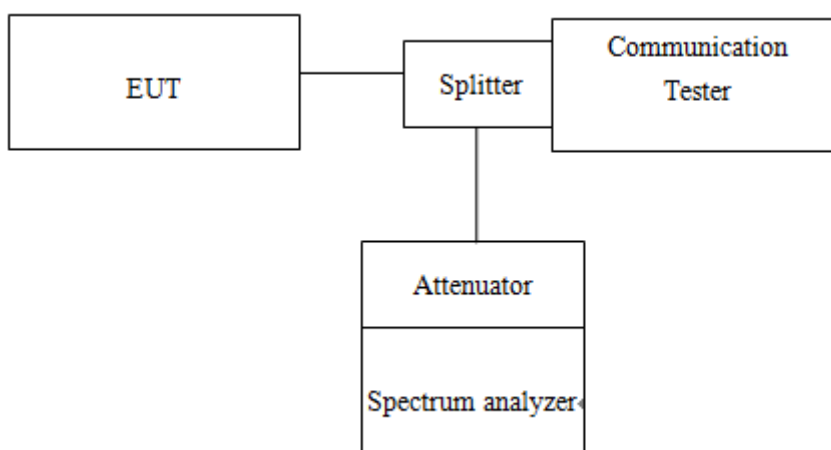 EUT
Splitter
Communication
Tester
Attenuator
Spectrum analyzer